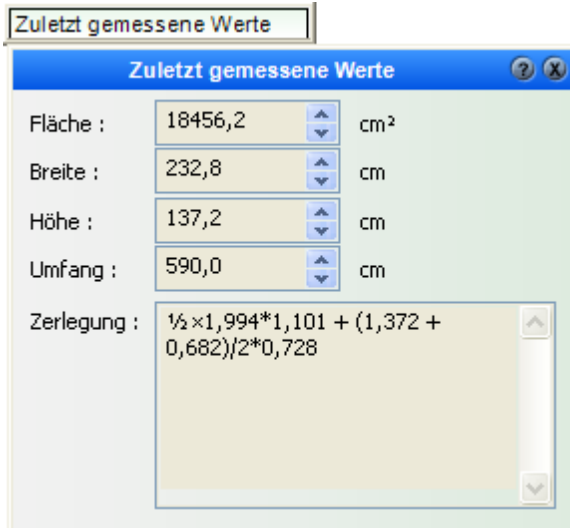 Zuletzt gemessene Werte
Zuletzt gemessene Werte
Fläche : 18456,2 cm²
Breite : 232,8 cm
Höhe : 137,2 cm
Umfang : 590,0 cm
Zerlegung : ½×1,994*1,101 + (1,372 +
0,682)/2*0,728